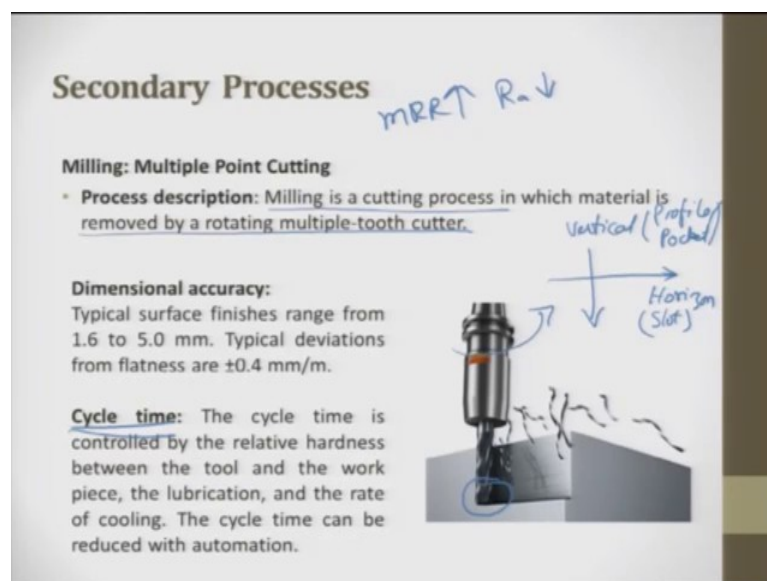 Secondary Processes
MRR↑ Ra↓
Milling: Multiple Point Cutting
• Process description: Milling is a cutting process in which material is
removed by a rotating multiple-tooth cutter.
Vertical (Profile/
Pocket)
Horizon
(Slot)
Dimensional accuracy:
Typical surface finishes range from
1.6 to 5.0 mm. Typical deviations
from flatness are ±0.4 mm/m.
Cycle time: The cycle time is
controlled by the relative hardness
between the tool and the work
piece, the lubrication, and the rate
of cooling. The cycle time can be
reduced with automation.